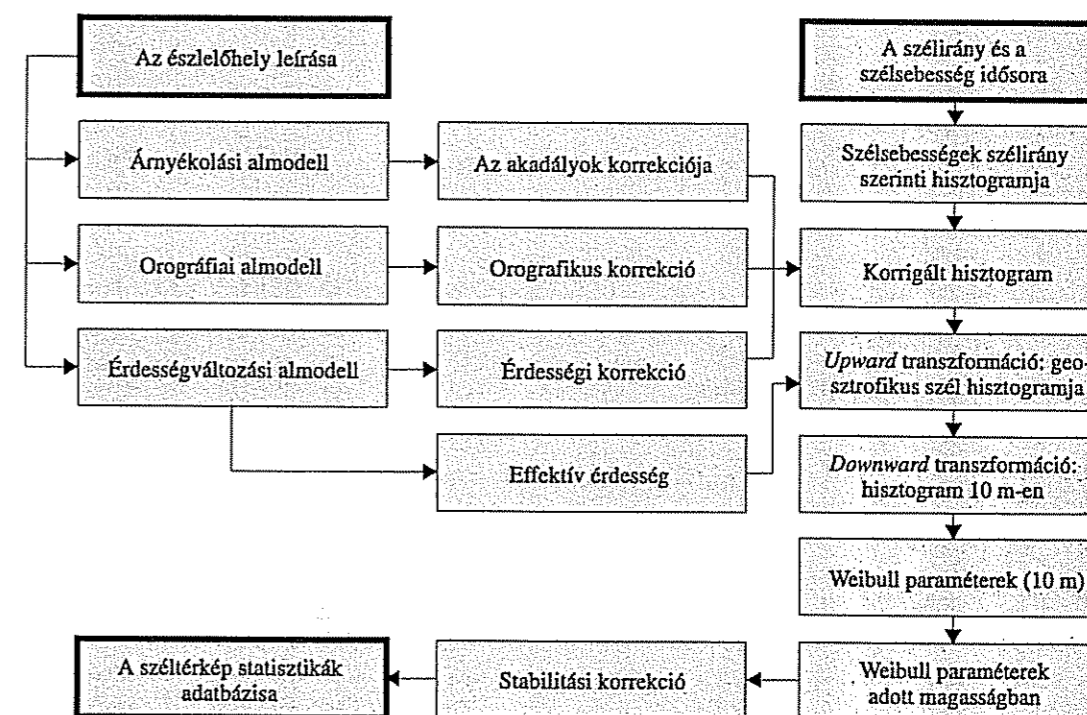 Az észlelőhely leírása
A szélirány és a
szélsebesség idősora
Árnyékolási almodell
Az akadályok korrekciója
Szélsebességek szélirány
szerinti hisztogramja
Orográfiai almodell
Orografikus korrekció
Korrigált hisztogram
Érdességváltozási almodell
Érdességi korrekció
Upward transzformáció: geo-
sztrofikus szél hisztogramja
Effektív érdesség
Downward transzformáció:
hisztogram 10 m-en
Weibull paraméterek (10 m)
A széltérkép statisztikák
adatbázisa
Stabilitási korrekció
Weibull paraméterek
adott magasságban